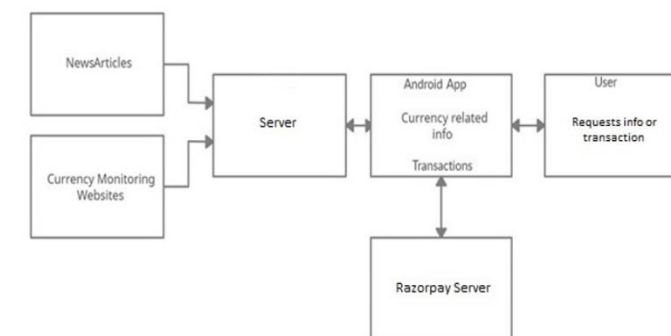 NewsArticles
Currency Monitoring
Websites
Server
Android App
Currency related
info
Transactions
User
Requests info or
transaction
Razorpay Server